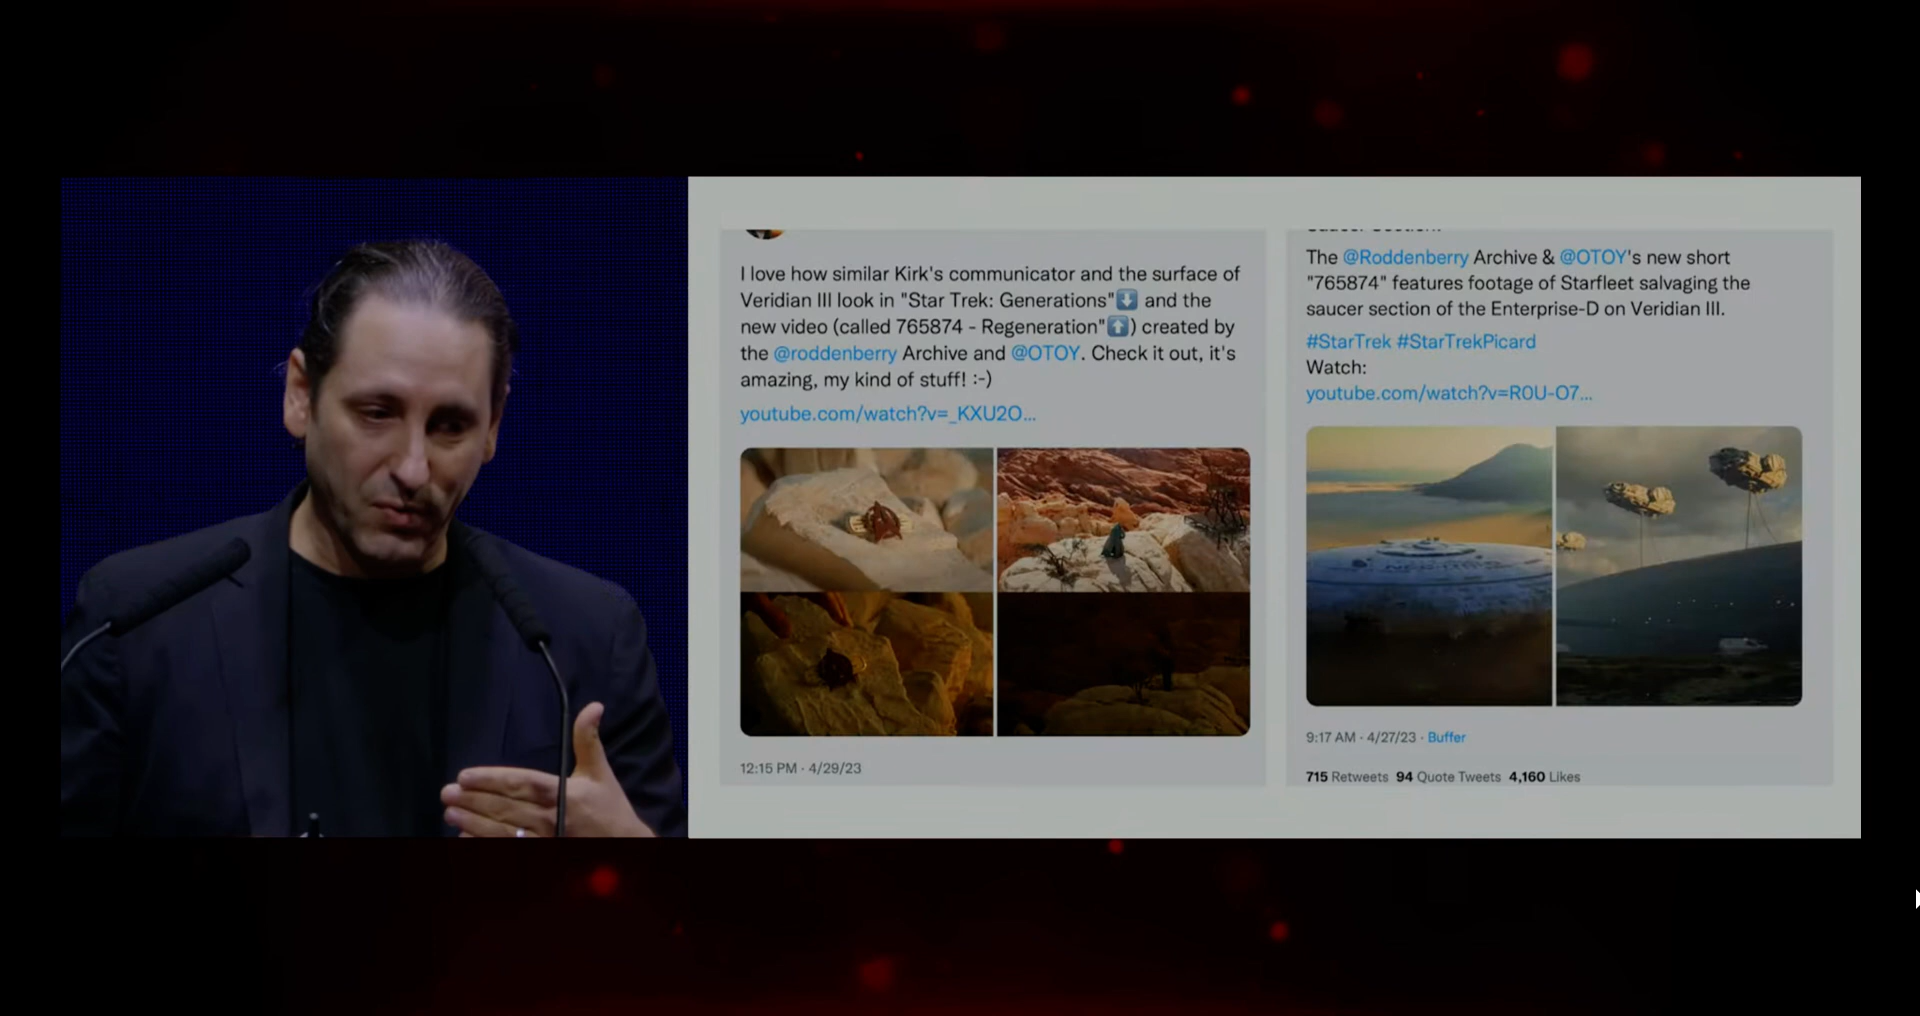 I love how similar Kirk's communicator and the surface of
Veridian III look in "Star Trek: Generations"⬇️ and the
new video (called 765874 - Regeneration"⬆️) created by
the @roddenberry Archive and @OTOY. Check it out, it's
amazing, my kind of stuff! :-)
youtube.com/watch?v=_KXU2O...
12:15 PM · 4/29/23
The @Roddenberry Archive & @OTOY's new short
"765874" features footage of Starfleet salvaging the
saucer section of the Enterprise-D on Veridian III.
#StarTrek #StarTrekPicard
Watch:
youtube.com/watch?v=R0U-O7...
9:17 AM · 4/27/23 · Buffer
715 Retweets 94 Quote Tweets 4,160 Likes